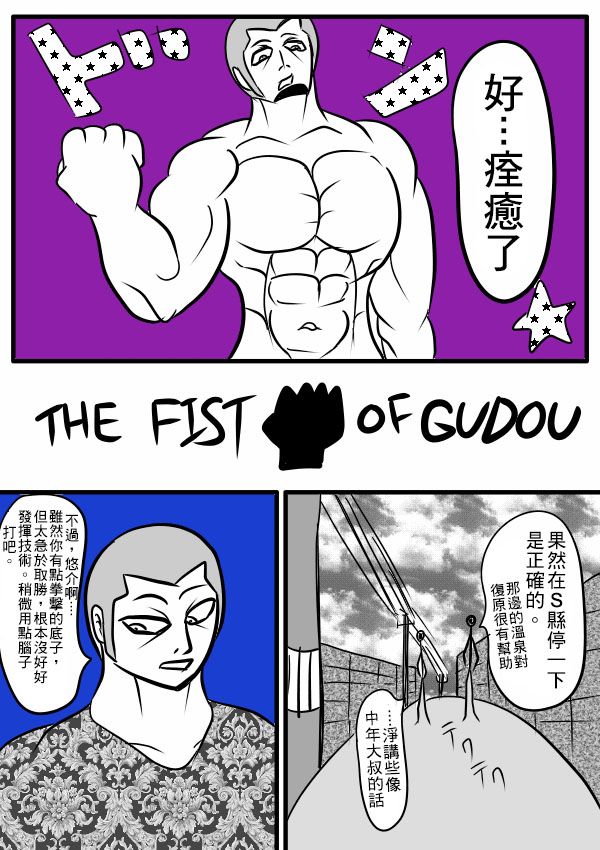 ドドン
好…痊癒了
THE FIST OF GUDOU
果然在S縣停一下
是正確的。
那邊的溫泉對
復原很有幫助
……淨講些像
中年大叔的話
不過，悠介啊……
雖然你有點拳擊的底子，
但太急於取勝，根本沒好好
發揮技術。稍微用點腦子
打吧。